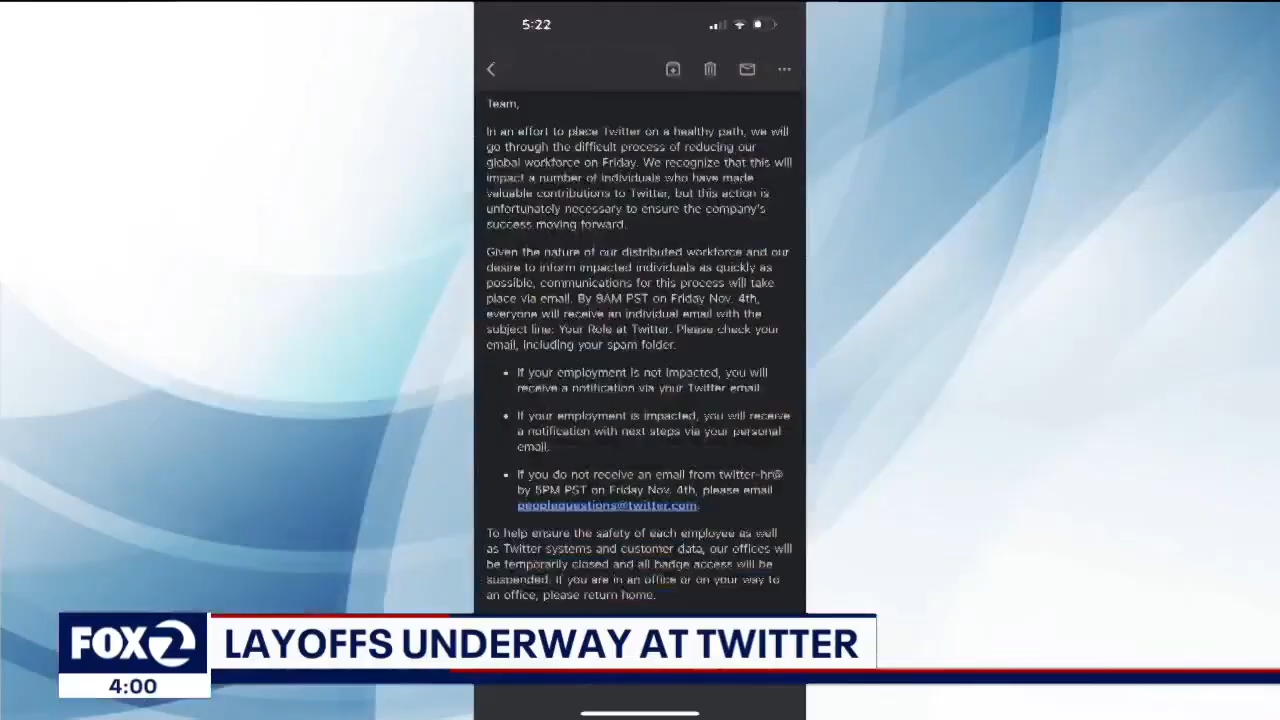 5:22
Team,
In an effort to place Twitter on a healthy path, we will
go through the difficult process of reducing our
global workforce on Friday. We recognize that this will
impact a number of individuals who have made
valuable contributions to Twitter, but this action is
unfortunately necessary to ensure the company's
success moving forward.
Given the nature of our distributed workforce and our
desire to inform impacted individuals as quickly as
possible, communications for this process will take
place via email. By 9AM PST on Friday Nov. 4th,
everyone will receive an individual email with the
subject line: Your Role at Twitter. Please check your
email, including your spam folder.
• If your employment is not impacted, you will
receive a notification via your Twitter email.
• If your employment is impacted, you will receive
a notification with next steps via your personal
email.
• If you do not receive an email from twitter-hr@
by 5PM PST on Friday Nov. 4th, please email
peoplequestions@twitter.com.
To help ensure the safety of each employee as well
as Twitter systems and customer data, our offices will
be temporarily closed and all badge access will be
suspended. If you are in an office or on your way to
an office, please return home.
FOX 2
LAYOFFS UNDERWAY AT TWITTER
4:00